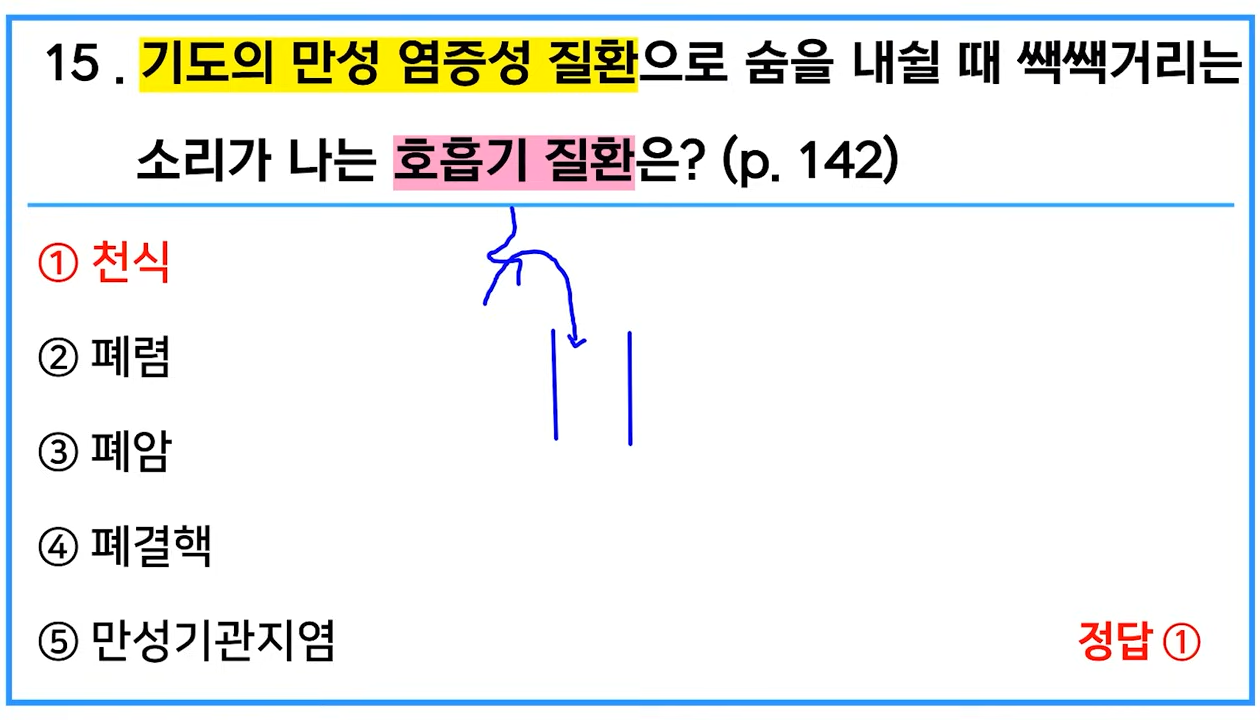 15. 기도의 만성 염증성 질환으로 숨을 내쉴 때 쌕쌕거리는
소리가 나는 호흡기 질환은? (p. 142)
① 천식
② 폐렴
③ 폐암
④ 폐결핵
⑤ 만성기관지염
정답 ①